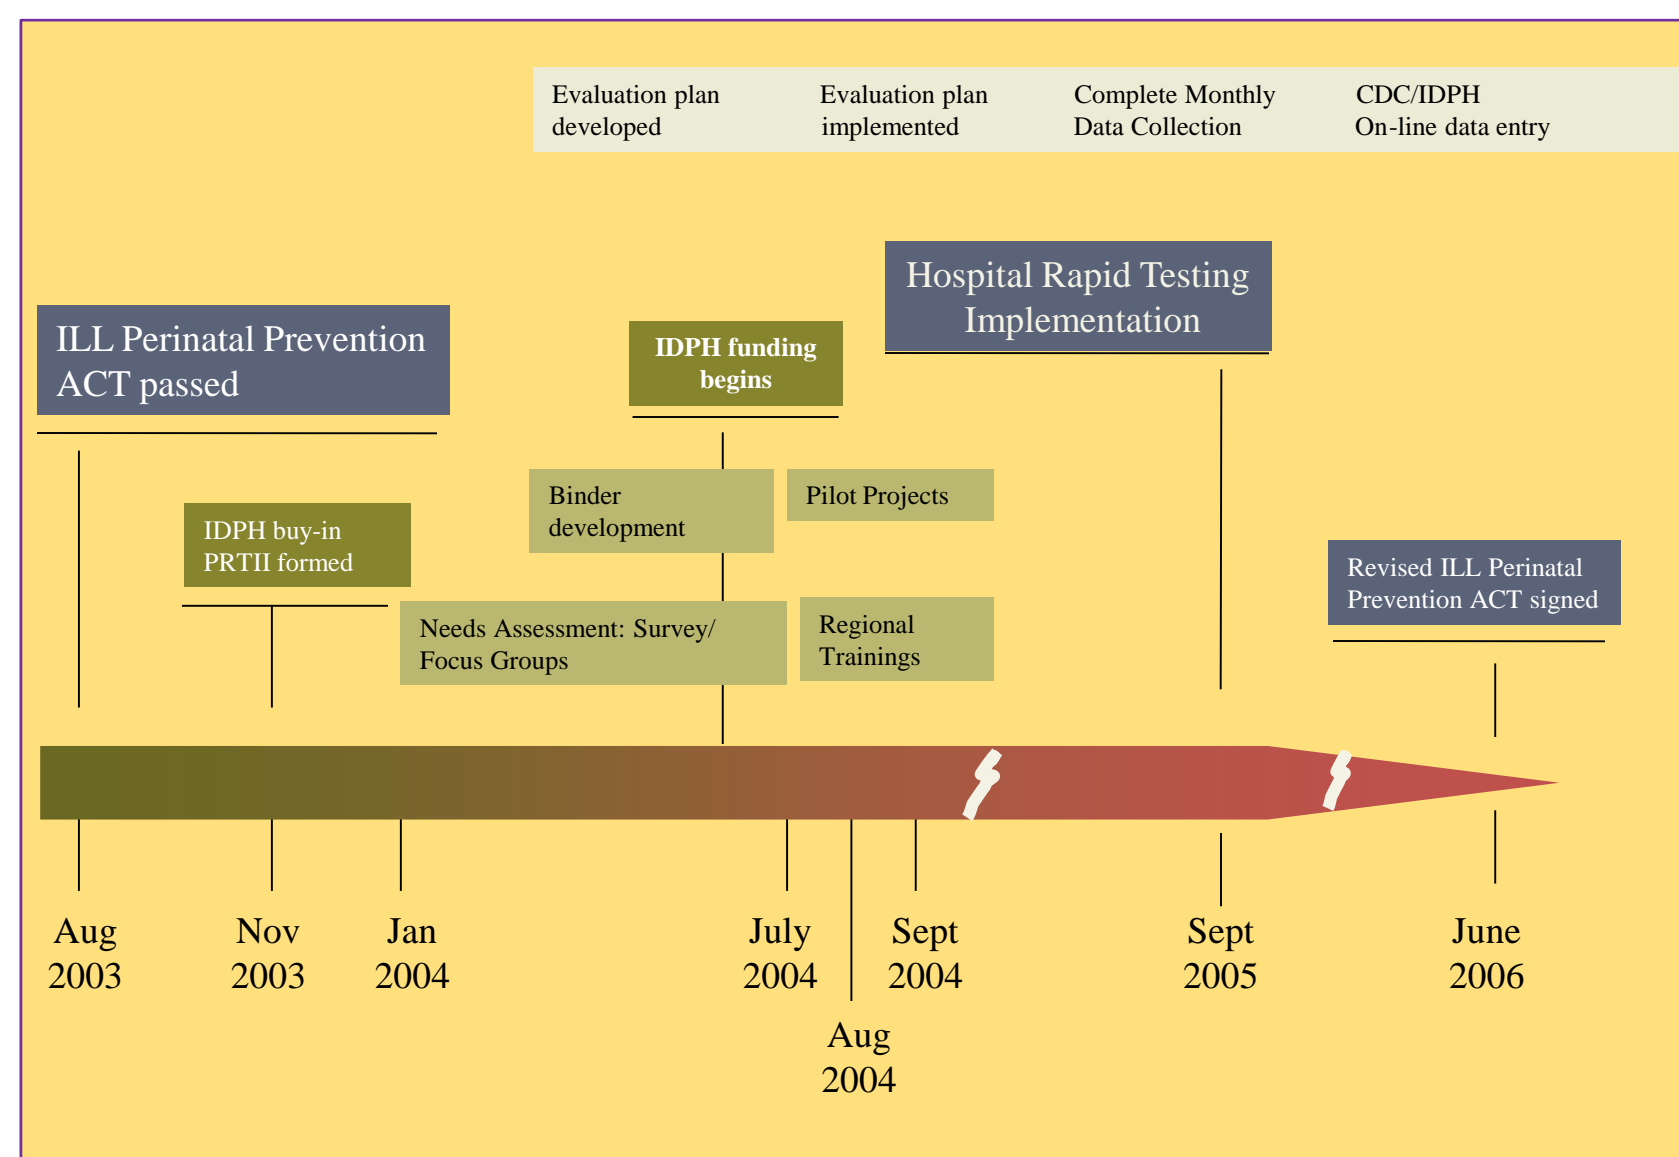 Evaluation plan
developed
Evaluation plan
implemented
Complete Monthly
Data Collection
CDC/IDPH
On-line data entry
Hospital Rapid Testing
Implementation
ILL Perinatal Prevention
ACT passed
IDPH funding
begins
Binder
development
Pilot Projects
IDPH buy-in
PRTII formed
Revised ILL Perinatal
Prevention ACT signed
Needs Assessment: Survey/
Focus Groups
Regional
Trainings
Aug
2003
Nov
2003
Jan
2004
July
2004
Sept
2004
Sept
2005
June
2006
Aug
2004